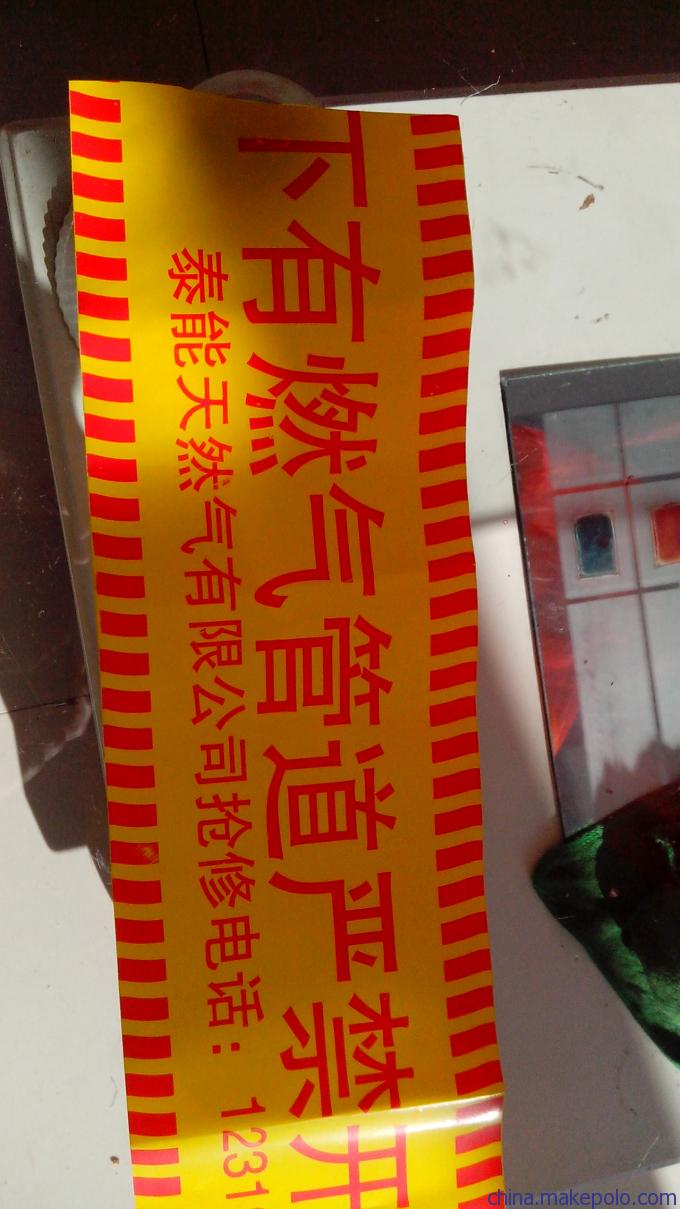 下有燃气管道严禁开
泰能天然气有限公司抢修电话：1231
china.makepolo.com